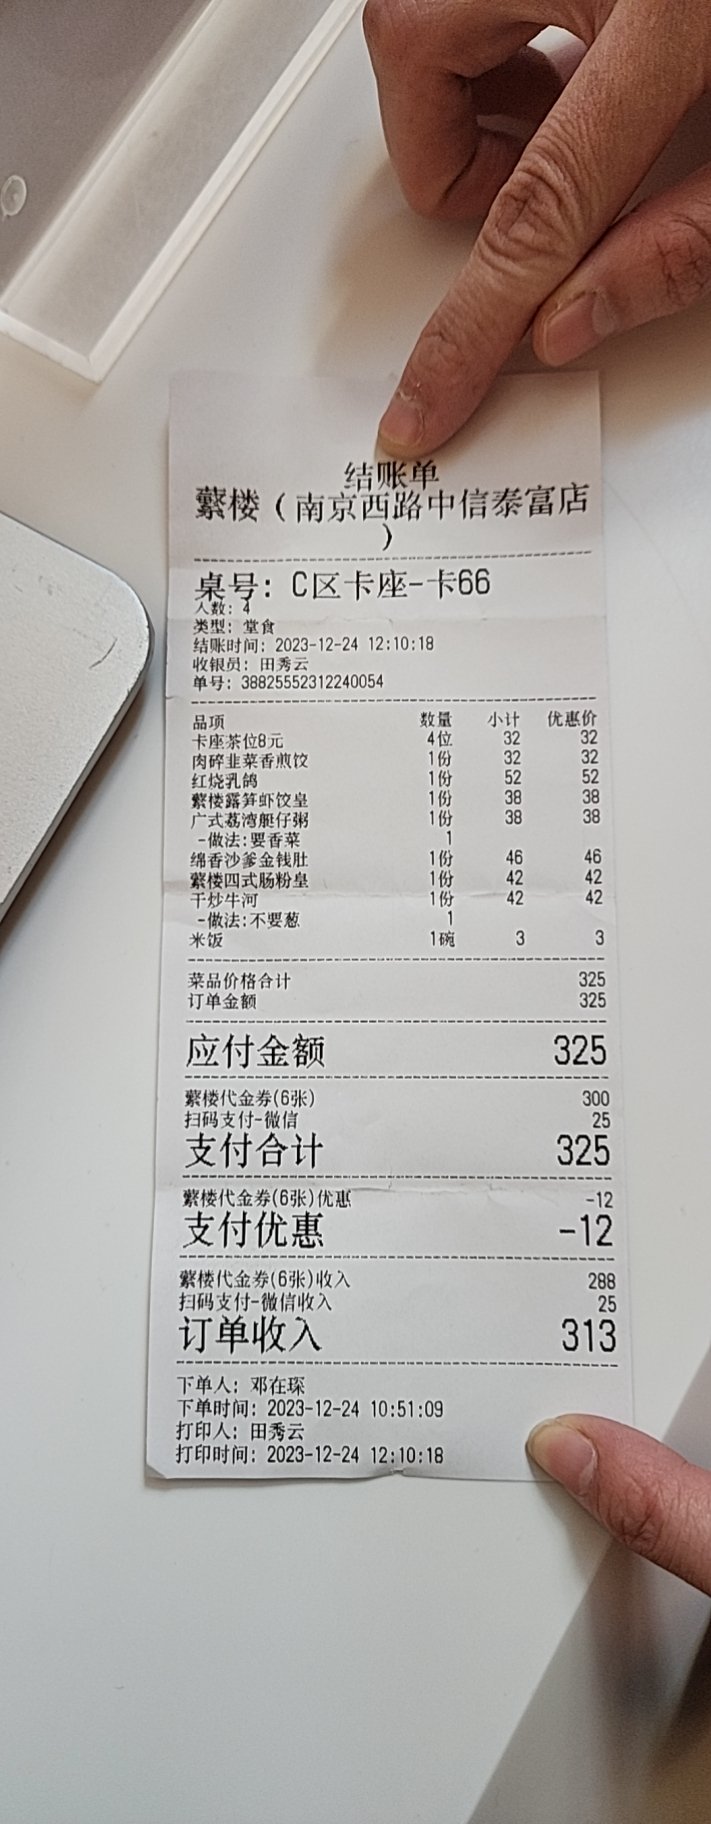 结账单
蘩楼（南京西路中信泰富店
）
桌号: C区卡座-卡66
人数: 4
类型: 堂食
结账时间: 2023-12-24 12:10:18
收银员: 田秀云
单号: 38825552312240054
品项 数量 小计 优惠价
卡座茶位8元 4位 32 32
肉碎韭菜香煎饺 1份 32 32
红烧乳鸽 1份 52 52
蘩楼露笋虾饺皇 1份 38 38
广式荔湾艇仔粥 1份 38 38
-做法:要香菜 1
绵香沙爹金钱肚 1份 46 46
蘩楼四式肠粉皇 1份 42 42
干炒牛河 1份 42 42
-做法:不要葱 1
米饭 1碗 3 3
菜品价格合计 325
订单金额 325
应付金额 325
蘩楼代金券(6张) 300
扫码支付-微信 25
支付合计 325
蘩楼代金券(6张)优惠 -12
支付优惠 -12
蘩楼代金券(6张)收入 288
扫码支付-微信收入 25
订单收入 313
下单人: 邓在琛
下单时间: 2023-12-24 10:51:09
打印人: 田秀云
打印时间: 2023-12-24 12:10:18